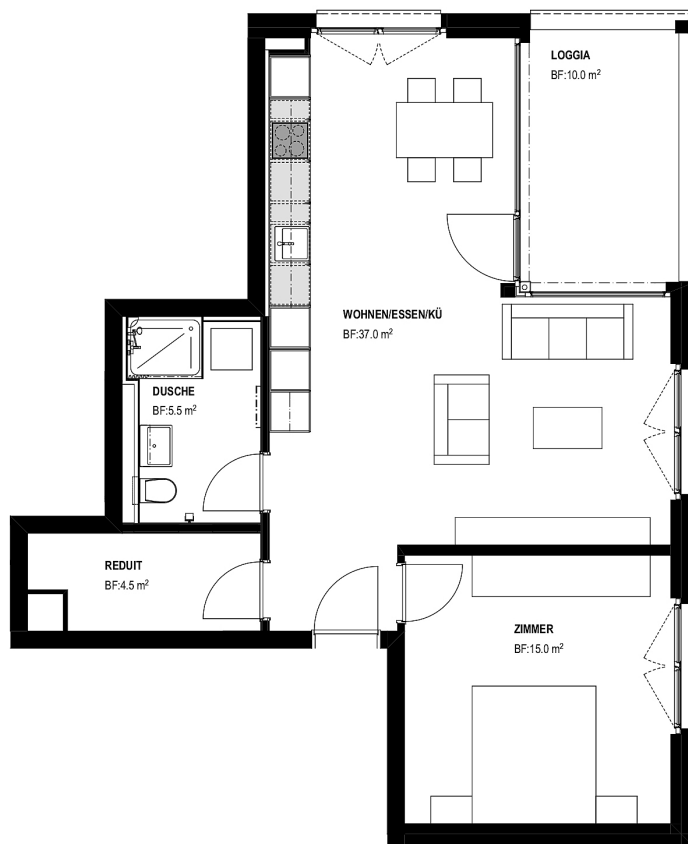 LOGGIA
BF:10.0 m²
WOHNEN/ESSEN/KÜ
BF:37.0 m²
DUSCHE
BF:5.5 m²
REDUIT
BF:4.5 m²
ZIMMER
BF:15.0 m²